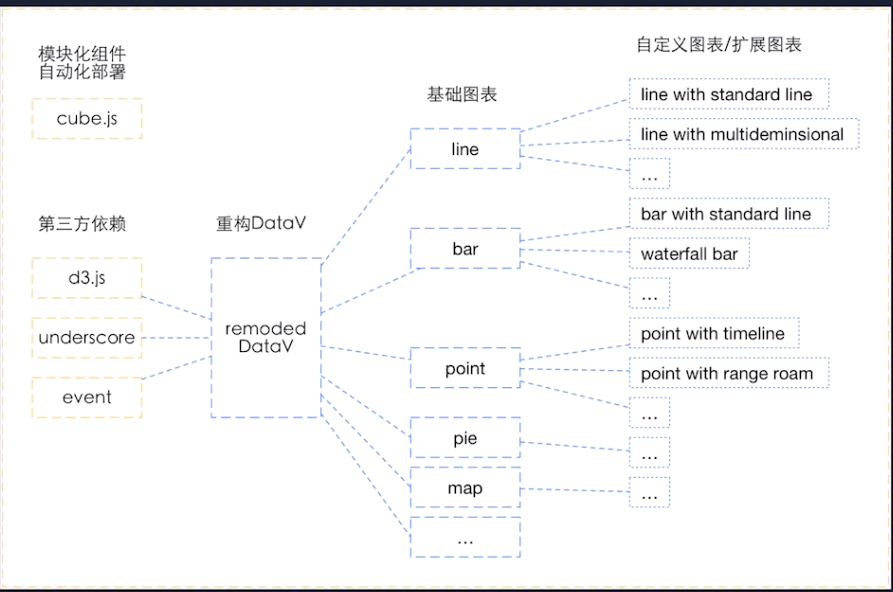 模块化组件
自动化部署
cube.js
第三方依赖
d3.js
underscore
event
重构DataV
remoded
DataV
基础图表
line
bar
point
pie
map
...
自定义图表/扩展图表
line with standard line
line with multideminsional
...
bar with standard line
waterfall bar
...
point with timeline
point with range roam
...
...
...